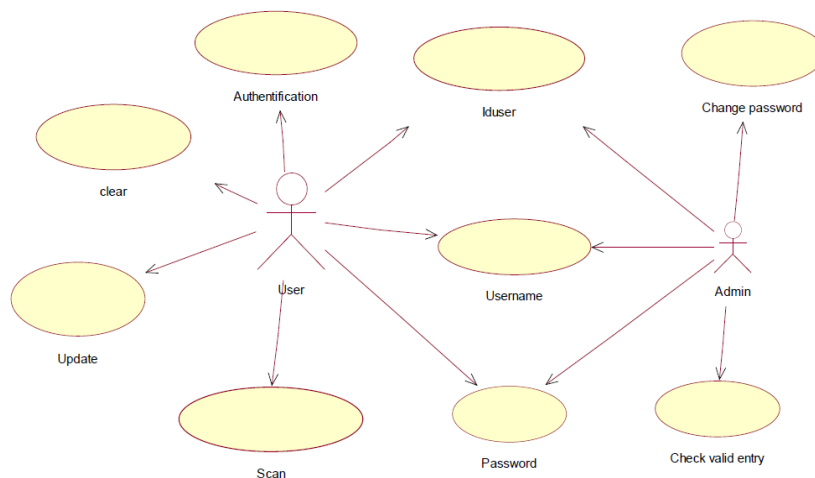 Authentification
Iduser
Change password
clear
User
Username
Admin
Update
Scan
Password
Check valid entry